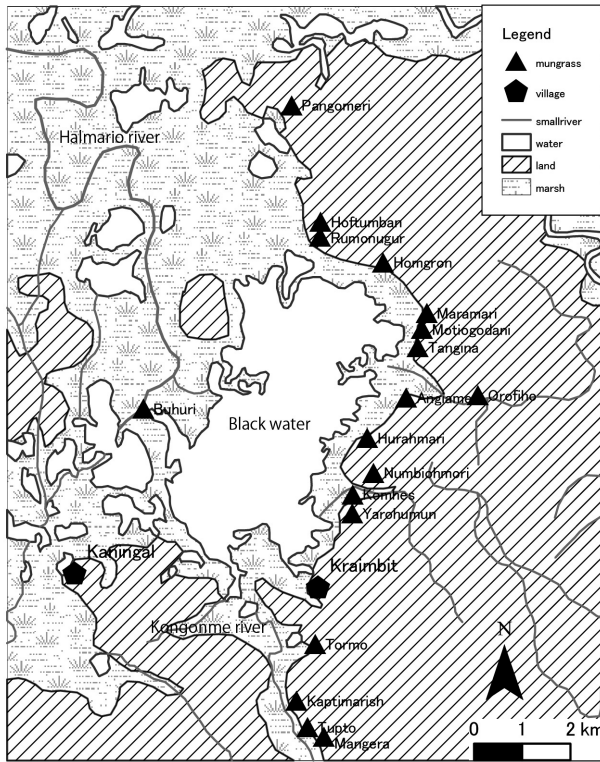 Legend
mungrass
village
smallriver
water
land
marsh
Pangomeri
Halmario river
Hoftumban
Rumonugur
Homgron
Maramari
Motiogodani
Tangina
Anglame
Orofiho
Buhuri
Black water
Hurahmari
Numbiohmori
Komhes
Yarohumun
Kaningal
Kraimbit
Kongonme river
N
Tormo
Kaptimarish
Tupto
Mangera
0 1 2 km